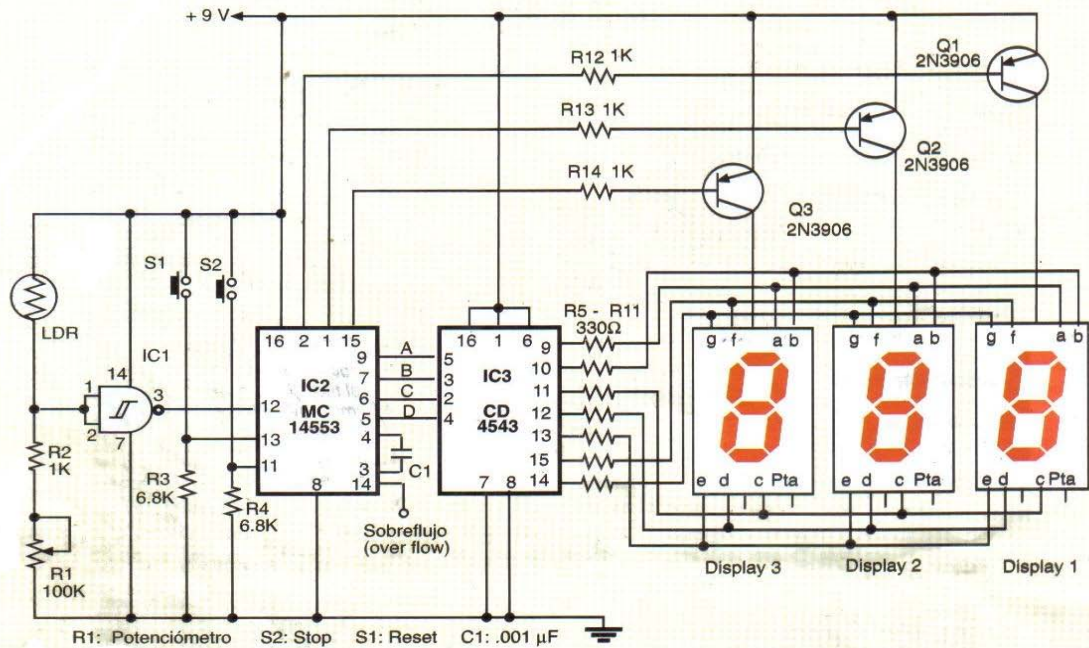 + 9 V
R12 1K
Q1
2N3906
R13 1K
Q2
2N3906
R14 1K
Q3
2N3906
S1
S2
LDR
IC1
1
14
2
3
7
R2
1K
R1
100K
R3
6.8K
R4
6.8K
16 2 1 15
IC2
MC
14553
12
13
11
9
7
6
5
4
3
14
8
A
B
C
D
C1
Sobreflujo
(over flow)
16 1 6
IC3
CD
4543
5
3
2
4
9
10
11
12
13
15
14
7 8
R5 - R11
330Ω
g f a b
g f a b
g f a b
e d c Pta
e d c Pta
e d c Pta
Display 3
Display 2
Display 1
R1: Potenciómetro S2: Stop S1: Reset C1: .001 µF